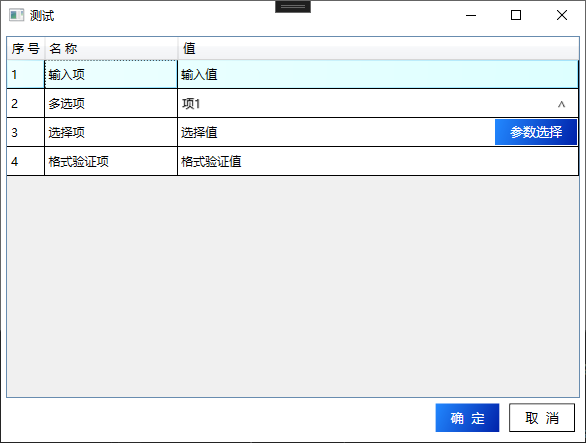 测试
序号 名称 值
1 输入项 输入值
2 多选项 项1
3 选择项 选择值 参数选择
4 格式验证项 格式验证值
确 定 取 消